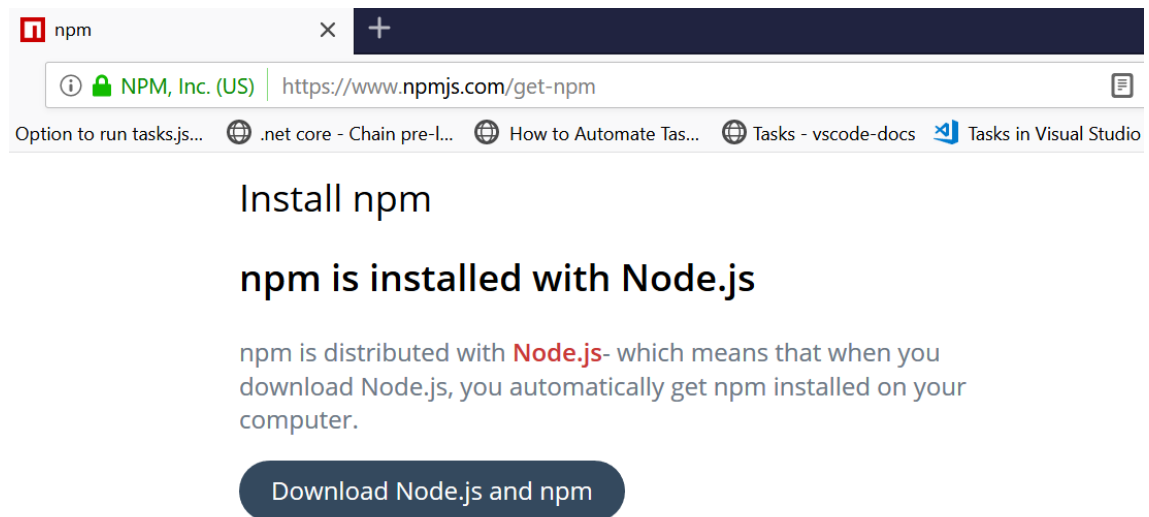 npm
NPM, Inc. (US) https://www.npmjs.com/get-npm
Option to run tasks.js... .net core - Chain pre-l... How to Automate Tas... Tasks - vscode-docs Tasks in Visual Studio
Install npm
npm is installed with Node.js
npm is distributed with Node.js- which means that when you
download Node.js, you automatically get npm installed on your
computer.
Download Node.js and npm